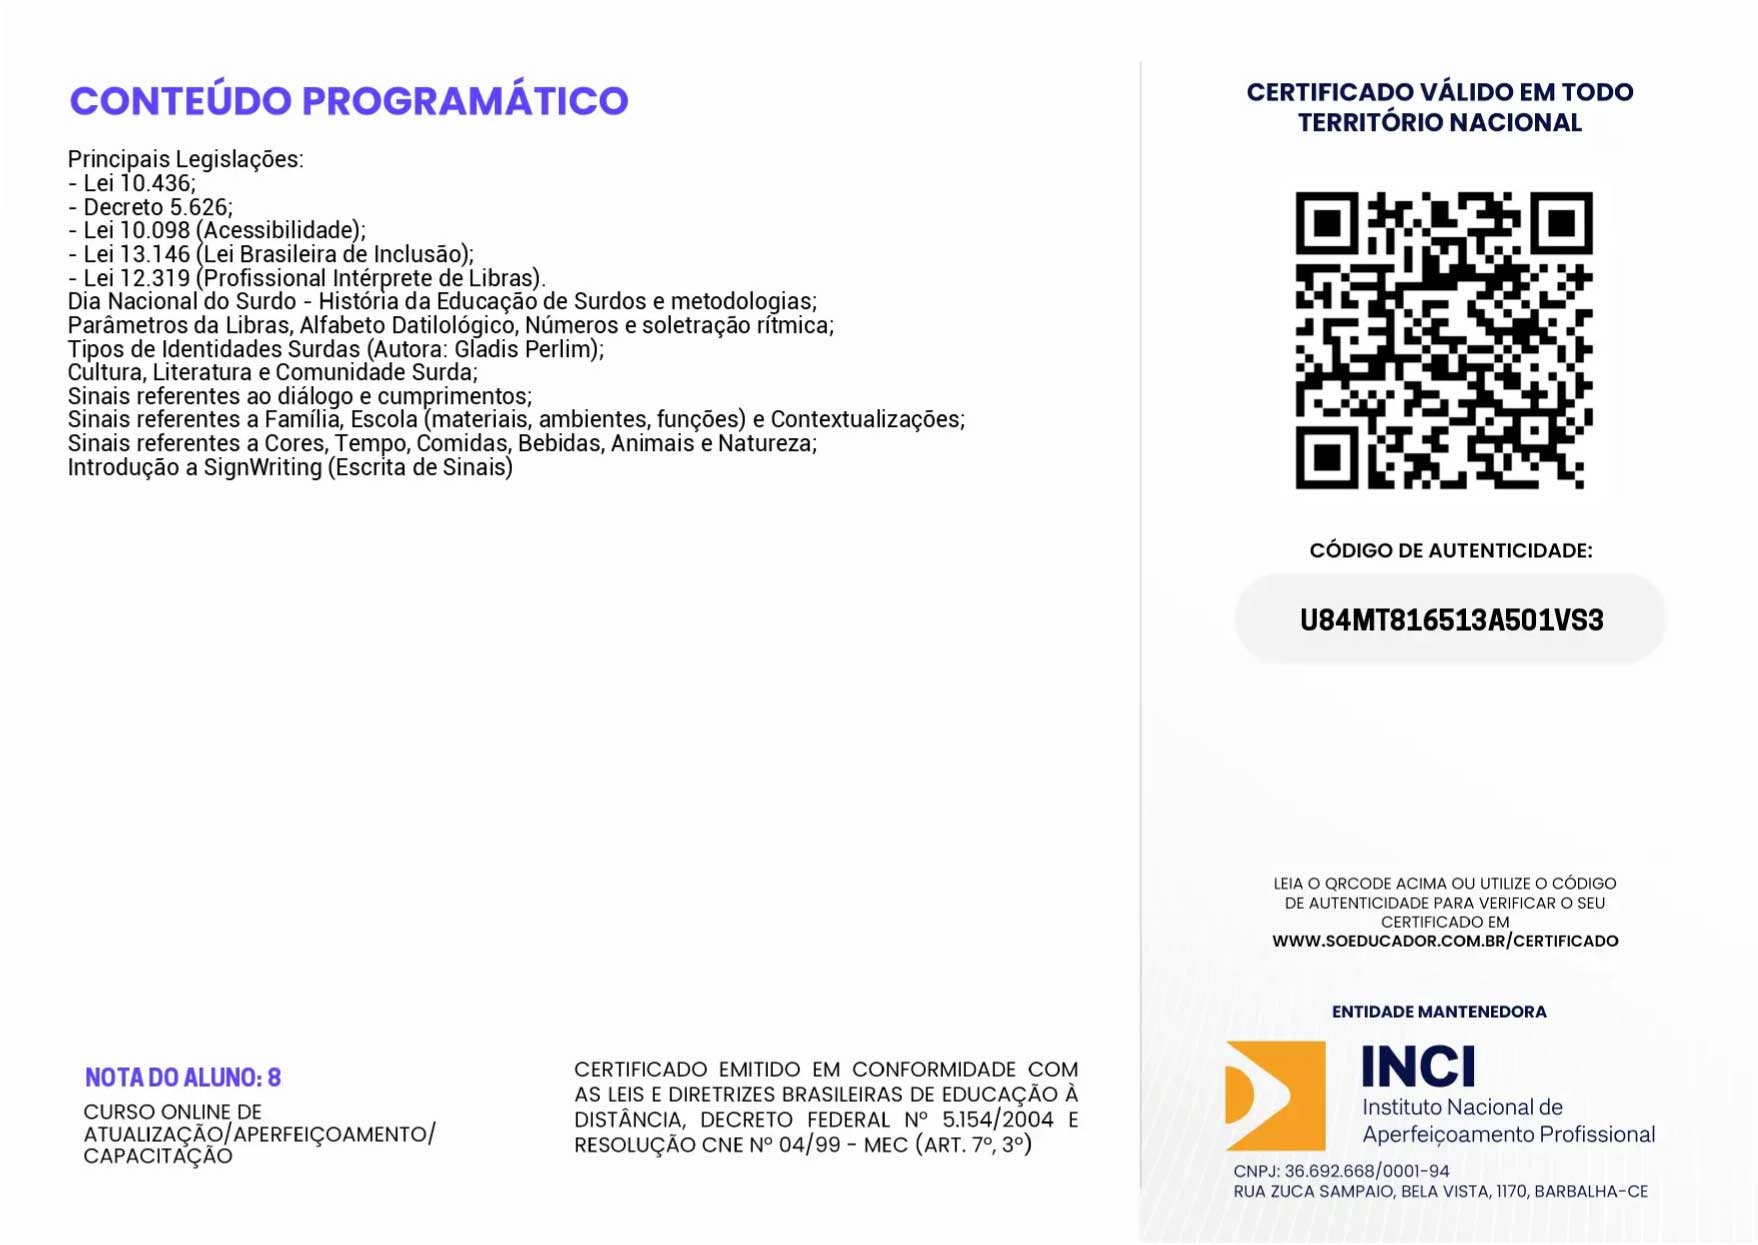 CONTEÚDO PROGRAMÁTICO
Principais Legislações:
- Lei 10.436;
- Decreto 5.626;
- Lei 10.098 (Acessibilidade);
- Lei 13.146 (Lei Brasileira de Inclusão);
- Lei 12.319 (Profissional Intérprete de Libras).
Dia Nacional do Surdo - História da Educação de Surdos e metodologias;
Parâmetros da Libras, Alfabeto Datilológico, Números e soletração rítmica;
Tipos de Identidades Surdas (Autora: Gladis Perlim);
Cultura, Literatura e Comunidade Surda;
Sinais referentes ao diálogo e cumprimentos;
Sinais referentes a Família, Escola (materiais, ambientes, funções) e Contextualizações;
Sinais referentes a Cores, Tempo, Comidas, Bebidas, Animais e Natureza;
Introdução a SignWriting (Escrita de Sinais)
NOTA DO ALUNO: 8
CURSO ONLINE DE
ATUALIZAÇÃO/APERFEIÇOAMENTO/
CAPACITAÇÃO
CERTIFICADO EMITIDO EM CONFORMIDADE COM
AS LEIS E DIRETRIZES BRASILEIRAS DE EDUCAÇÃO À
DISTÂNCIA, DECRETO FEDERAL Nº 5.154/2004 E
RESOLUÇÃO CNE Nº 04/99 - MEC (ART. 7º, 3º)
CERTIFICADO VÁLIDO EM TODO
TERRITÓRIO NACIONAL
CÓDIGO DE AUTENTICIDADE:
U84MT816513A501VS3
LEIA O QRCODE ACIMA OU UTILIZE O CÓDIGO
DE AUTENTICIDADE PARA VERIFICAR O SEU
CERTIFICADO EM
WWW.SOEDUCADOR.COM.BR/CERTIFICADO
ENTIDADE MANTENEDORA
INCI
Instituto Nacional de
Aperfeiçoamento Profissional
CNPJ: 36.692.668/0001-94
RUA ZUCA SAMPAIO, BELA VISTA, 1170, BARBALHA-CE